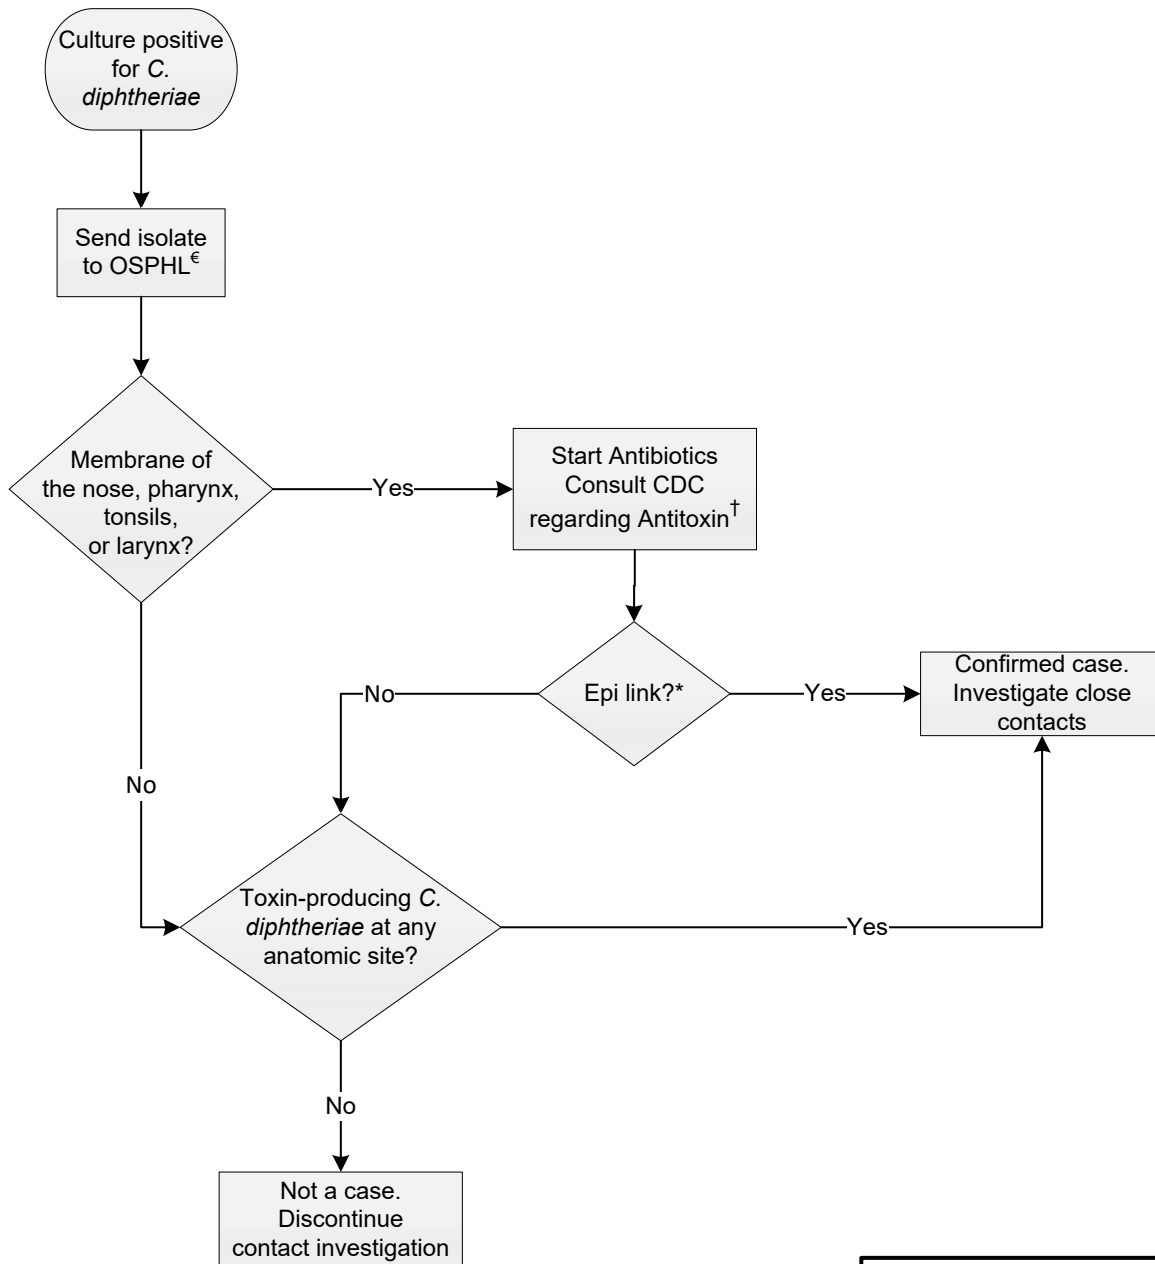 Culture positive
for C.
diphtheriae
Send isolate
to OSPHL€
Membrane of
the nose, pharynx,
tonsils,
or larynx?
Yes
Start Antibiotics
Consult CDC
regarding Antitoxin†
Epi link?*
Yes
Confirmed case.
Investigate close
contacts
No
No
Toxin-producing C.
diphtheriae at any
anatomic site?
Yes
No
Not a case.
Discontinue
contact investigation